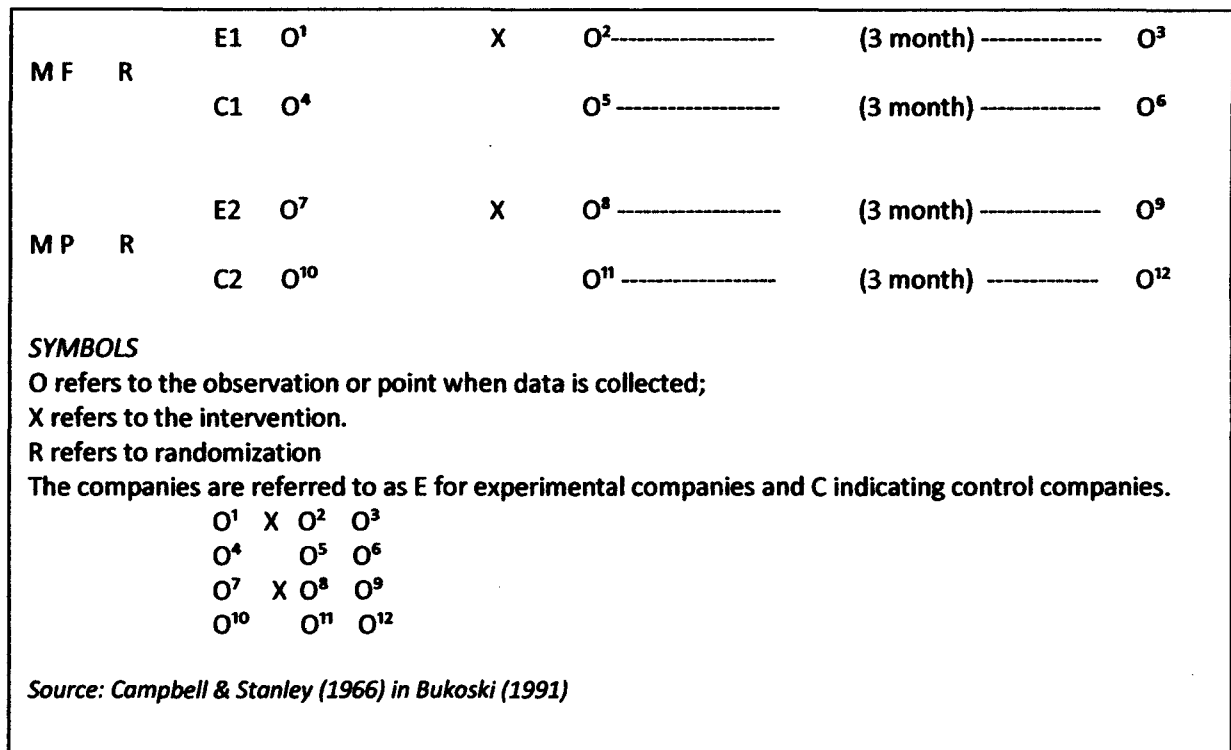 E1 O¹ X O²------------------ (3 month) -------------- O³
M F R
C1 O⁴ O⁵ ------------------ (3 month) ------------- O⁶
E2 O⁷ X O⁸ ------------------ (3 month) ------------- O⁹
M P R
C2 O¹⁰ O¹¹ ----------------- (3 month) ------------- O¹²
SYMBOLS
O refers to the observation or point when data is collected;
X refers to the intervention.
R refers to randomization
The companies are referred to as E for experimental companies and C indicating control companies.
O¹ X O² O³
O⁴ O⁵ O⁶
O⁷ X O⁸ O⁹
O¹⁰ O¹¹ O¹²
Source: Campbell & Stanley (1966) in Bukoski (1991)